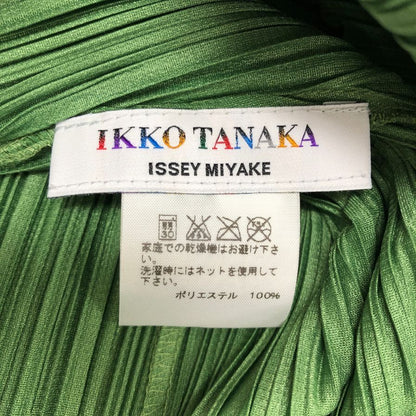 IKKO TANAKA
ISSEY MIYAKE
家庭での乾燥機はお避け下さ
い。
洗濯時にはネットを使用して下
さい。
ポリエステル 100%